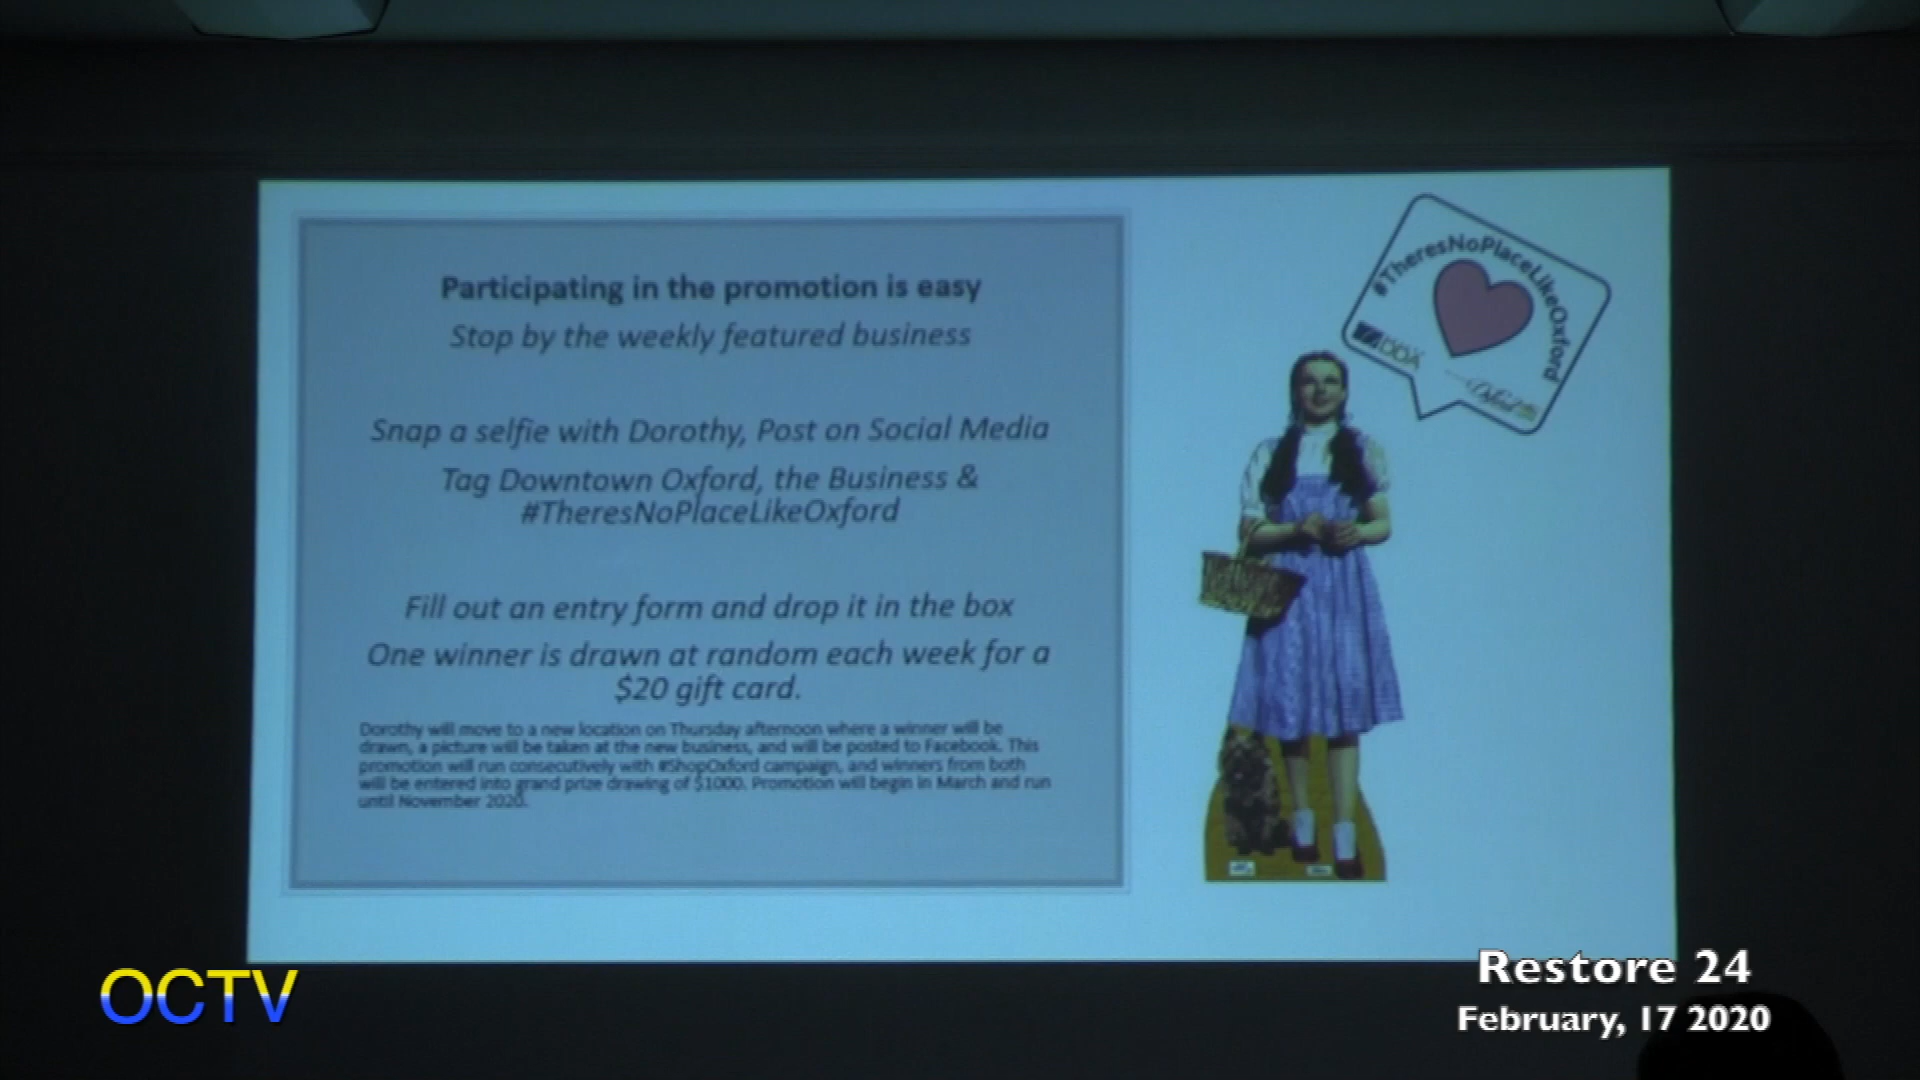 Participating in the promotion is easy
Stop by the weekly featured business
Snap a selfie with Dorothy, Post on Social Media
Tag Downtown Oxford, the Business &
#TheresNoPlaceLikeOxford
Fill out an entry form and drop it in the box
One winner is drawn at random each week for a
$20 gift card.
Dorothy will move to a new location on Thursday afternoon where a winner will be
drawn, a picture will be taken at the new business, and will be posted to Facebook. This
promotion will run consecutively with #ShopOxford campaign, and winners from both
will be entered into grand prize drawing of $1000. Promotion will begin in March and run
until November 2020.
#TheresNoPlaceLikeOxford
DDA
Oxford
OCTV
Restore 24
February, 17 2020